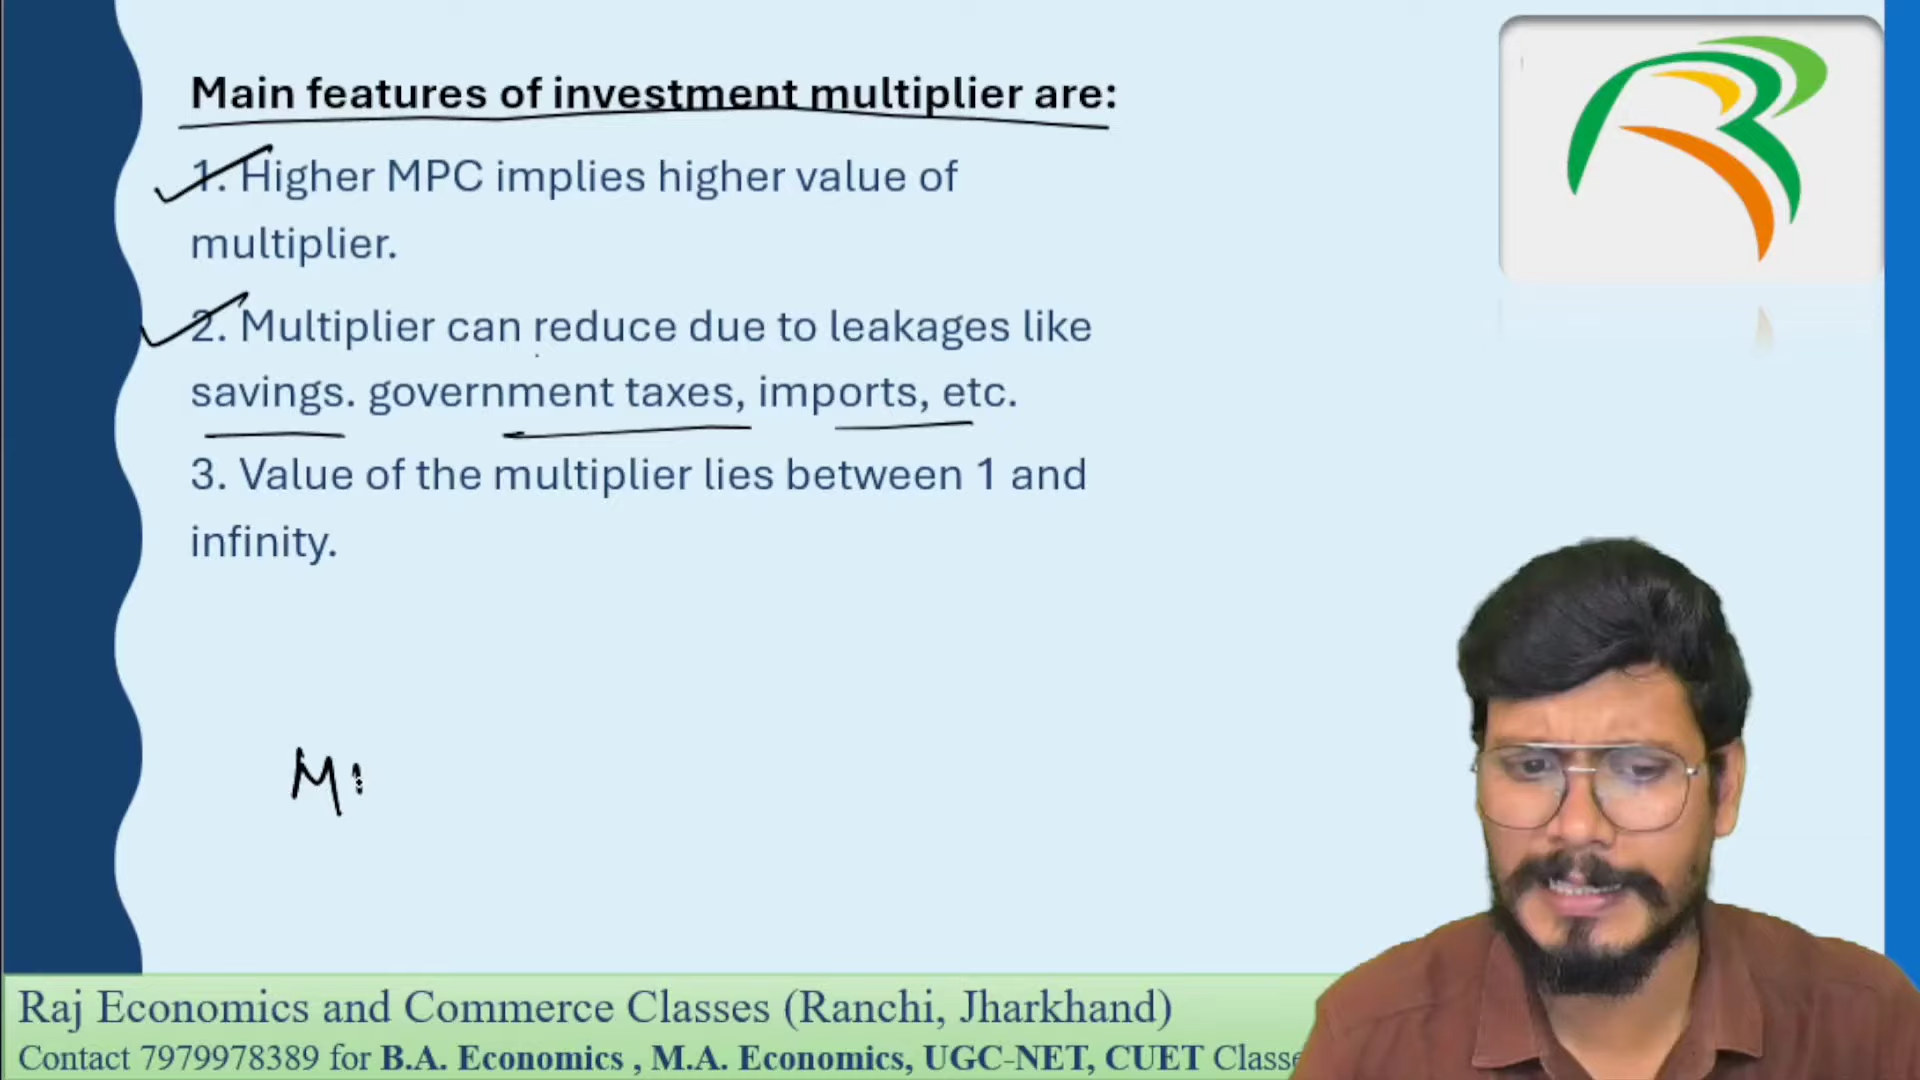 Main features of investment multiplier are:
1. Higher MPC implies higher value of
multiplier.
2. Multiplier can reduce due to leakages like
savings. government taxes, imports, etc.
3. Value of the multiplier lies between 1 and
infinity.
M
Raj Economics and Commerce Classes (Ranchi, Jharkhand)
Contact 7979978389 for B.A. Economics , M.A. Economics, UGC-NET, CUET Classe